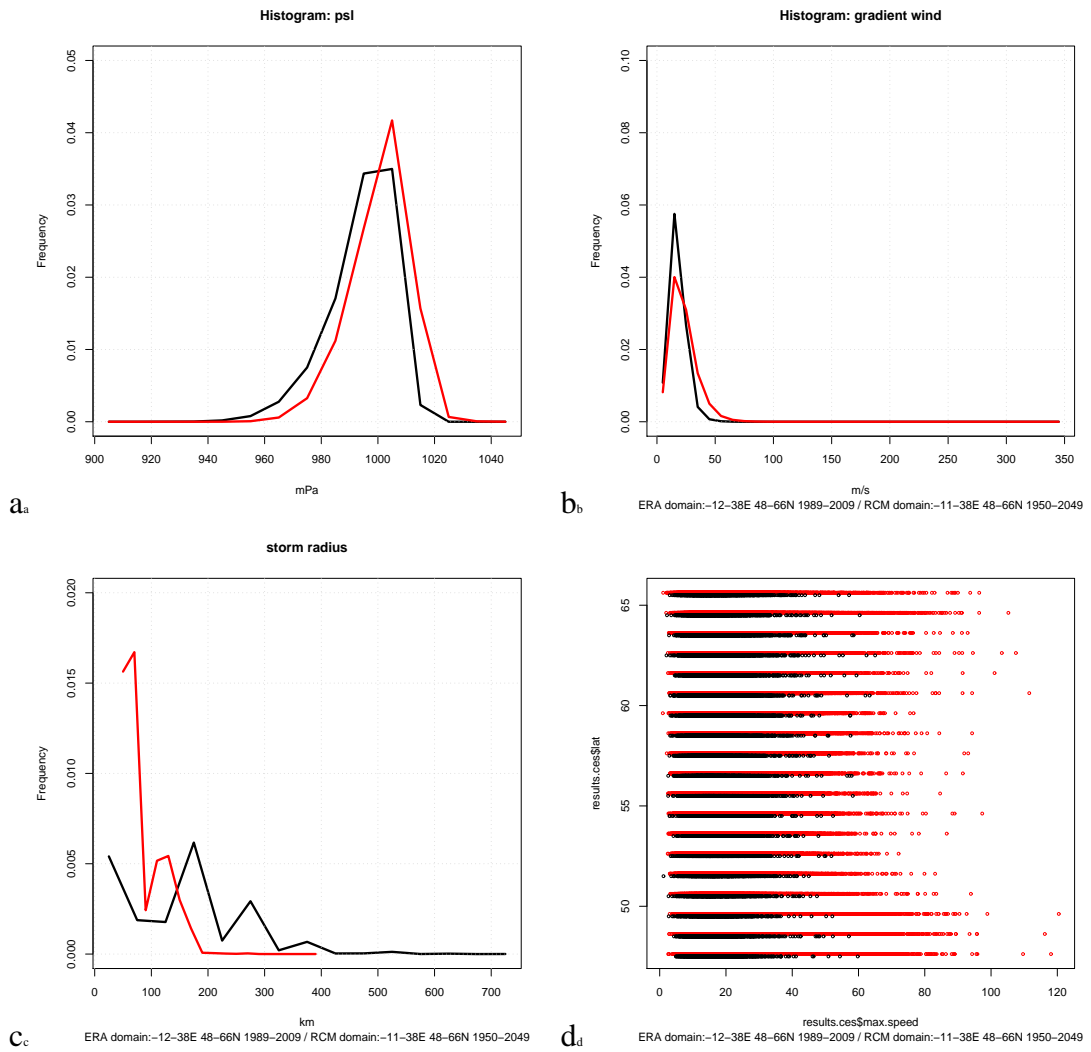 Histogram: psl
Frequency
0.00 0.01 0.02 0.03 0.04 0.05
900 920 940 960 980 1000 1020 1040
mPa
a a
Histogram: gradient wind
Frequency
0.00 0.02 0.04 0.06 0.08 0.10
0 50 100 150 200 250 300 350
m/s
ERA domain:−12−38E 48−66N 1989−2009 / RCM domain:−11−38E 48−66N 1950−2049
b b
storm radius
Frequency
0.000 0.005 0.010 0.015 0.020
0 100 200 300 400 500 600 700
km
ERA domain:−12−38E 48−66N 1989−2009 / RCM domain:−11−38E 48−66N 1950−2049
c c
results.ces$lat
50 55 60 65
0 20 40 60 80 100 120
results.ces$max.speed
ERA domain:−12−38E 48−66N 1989−2009 / RCM domain:−11−38E 48−66N 1950−2049
d d